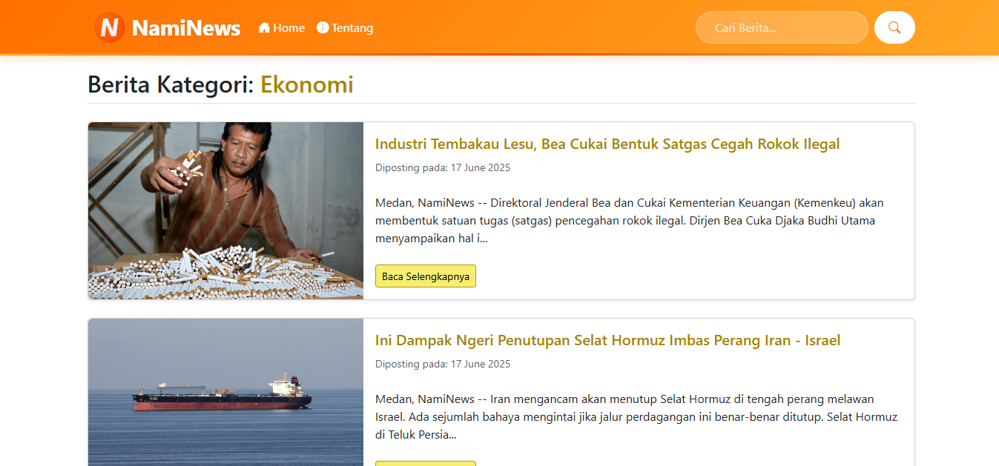 N NamiNews Home Tentang Cari Berita...
Berita Kategori: Ekonomi
Industri Tembakau Lesu, Bea Cukai Bentuk Satgas Cegah Rokok Ilegal
Diposting pada: 17 June 2025
Medan, NamiNews -- Direktoral Jenderal Bea dan Cukai Kementerian Keuangan (Kemenkeu) akan
membentuk satuan tugas (satgas) pencegahan rokok ilegal. Dirjen Bea Cuka Djaka Budhi Utama
menyampaikan hal i...
Baca Selengkapnya
Ini Dampak Ngeri Penutupan Selat Hormuz Imbas Perang Iran - Israel
Diposting pada: 17 June 2025
Medan, NamiNews -- Iran mengancam akan menutup Selat Hormuz di tengah perang melawan
Israel. Ada sejumlah bahaya mengintai jika jalur perdagangan ini benar-benar ditutup. Selat Hormuz
di Teluk Persia...